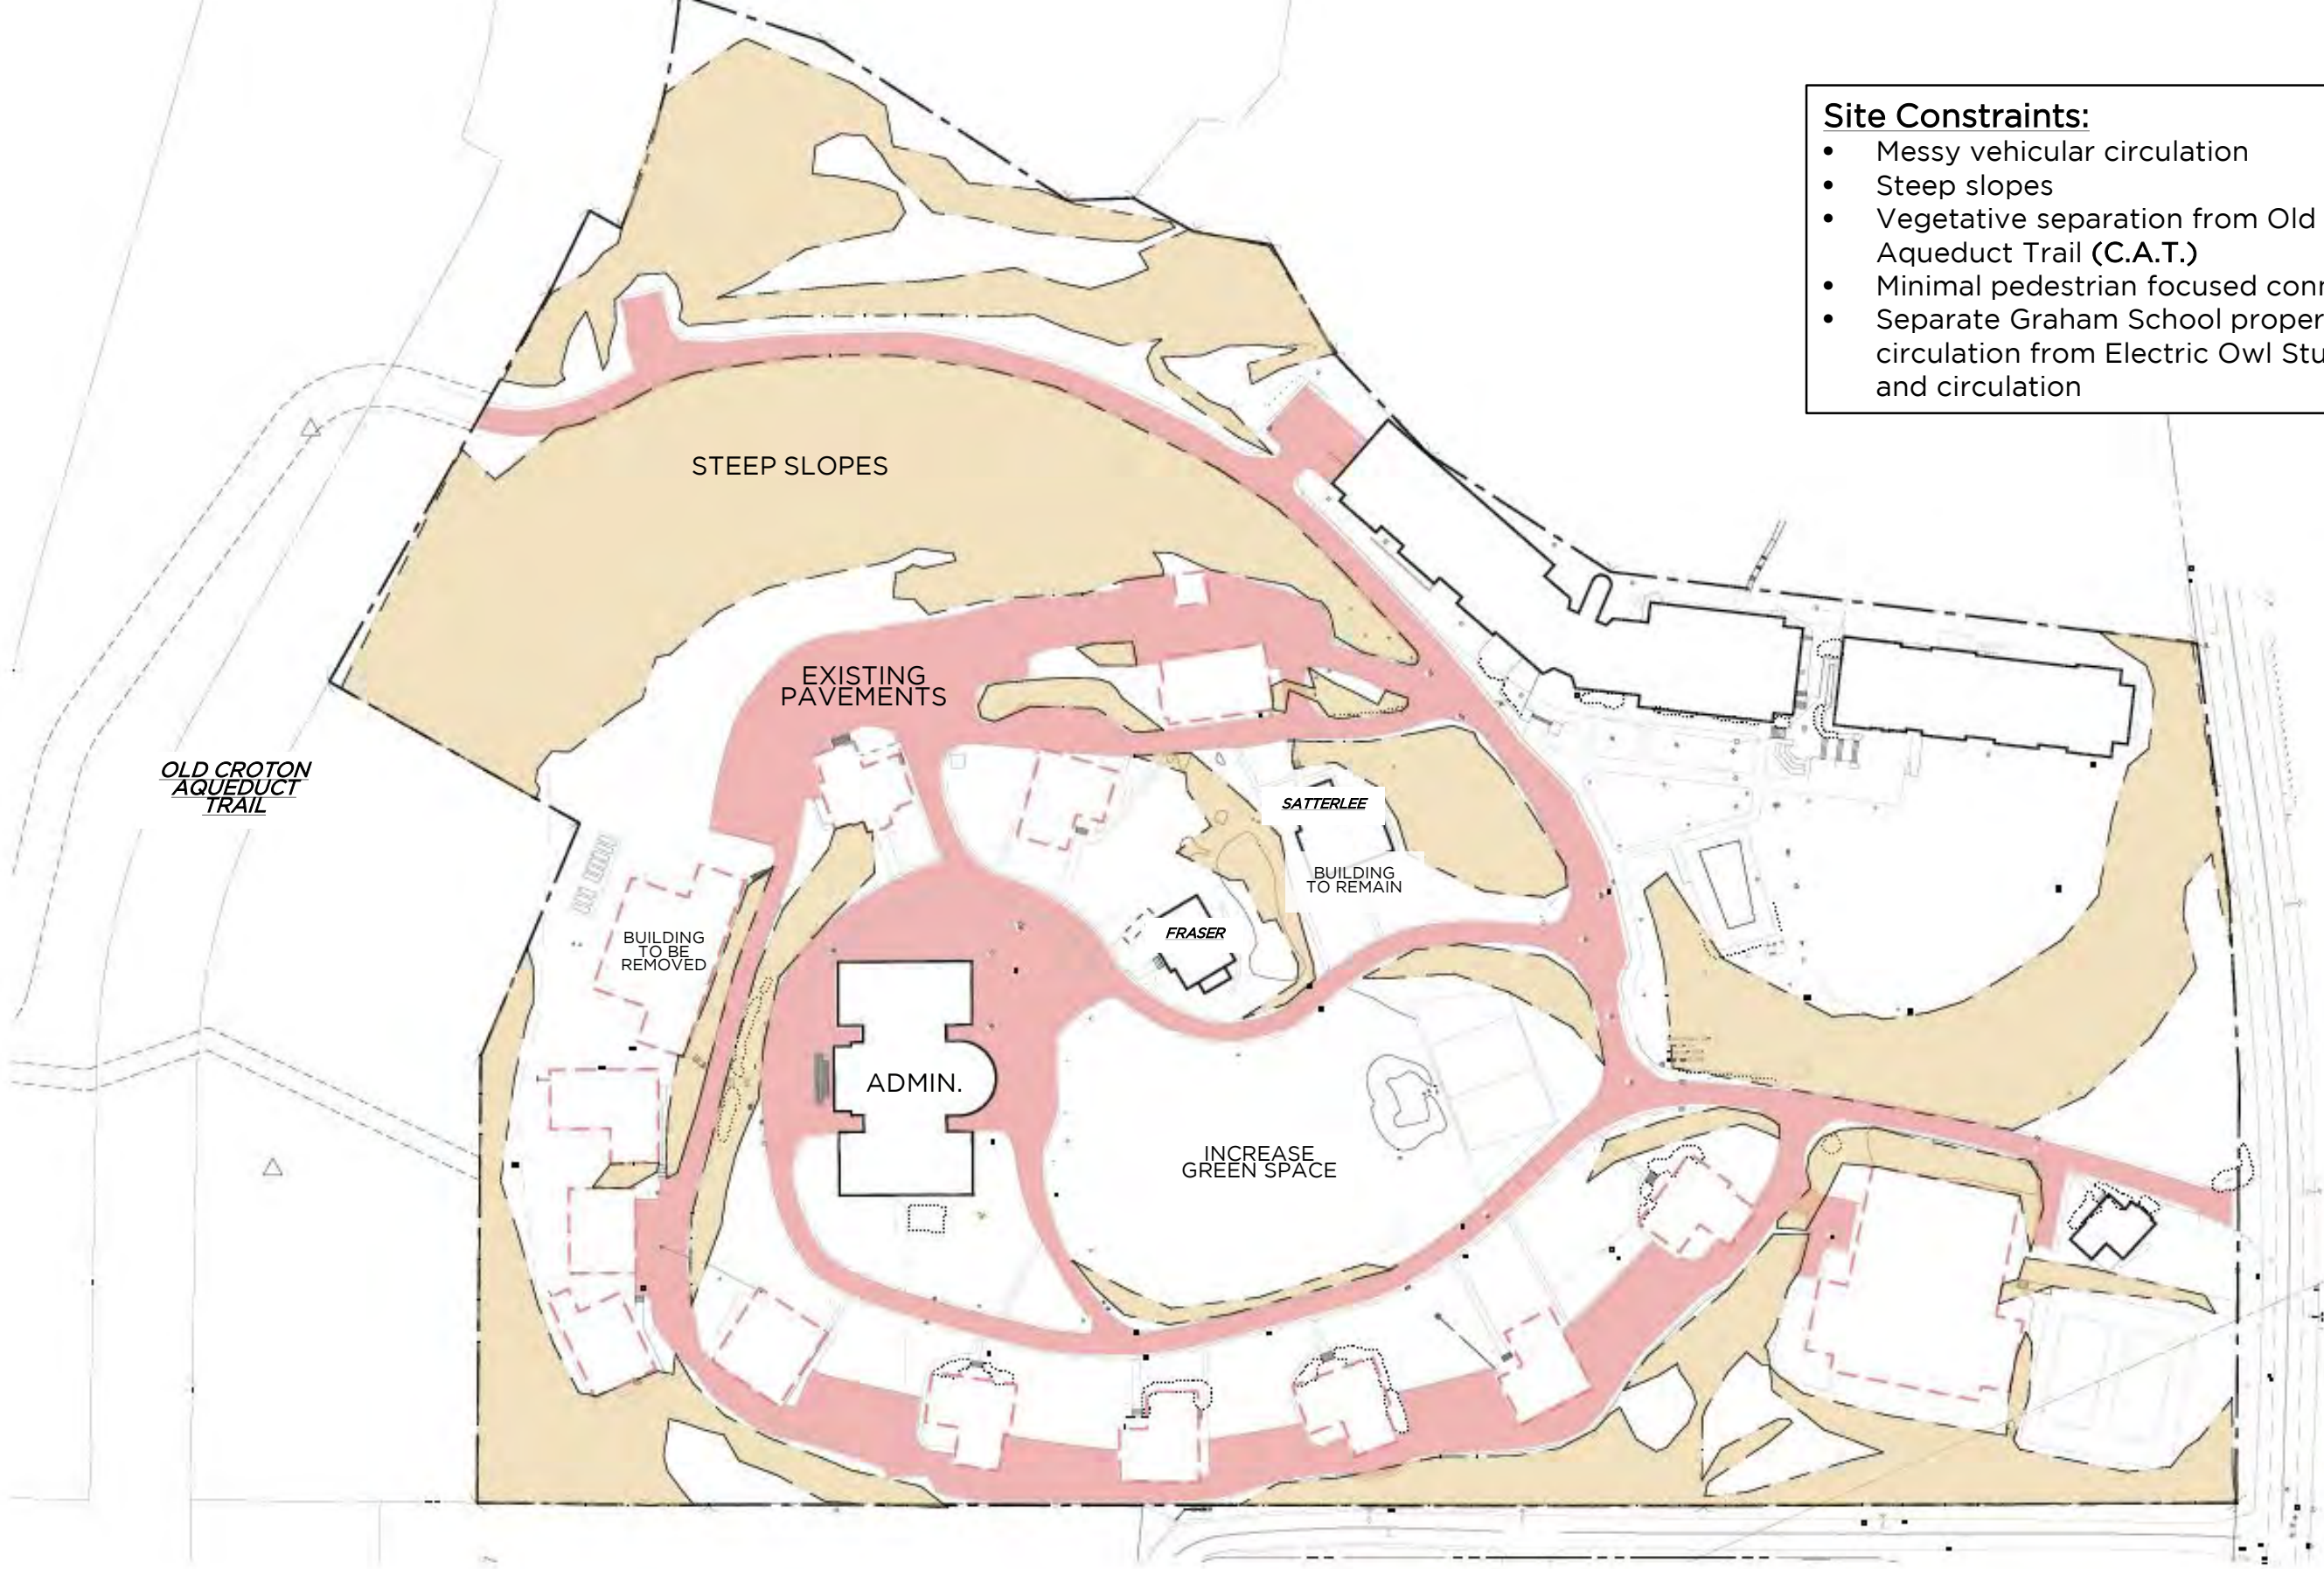 Site Constraints:
• Messy vehicular circulation
• Steep slopes
• Vegetative separation from Old
Aqueduct Trail (C.A.T.)
• Minimal pedestrian focused
• Separate Graham School
circulation from Electric Owl
and circulation
STEEP SLOPES
EXISTING
PAVEMENTS
OLD CROTON
AQUEDUCT
TRAIL
SATTERLEE
BUILDING
TO REMAIN
FRASER
BUILDING
TO BE
REMOVED
ADMIN.
INCREASE
GREEN SPACE